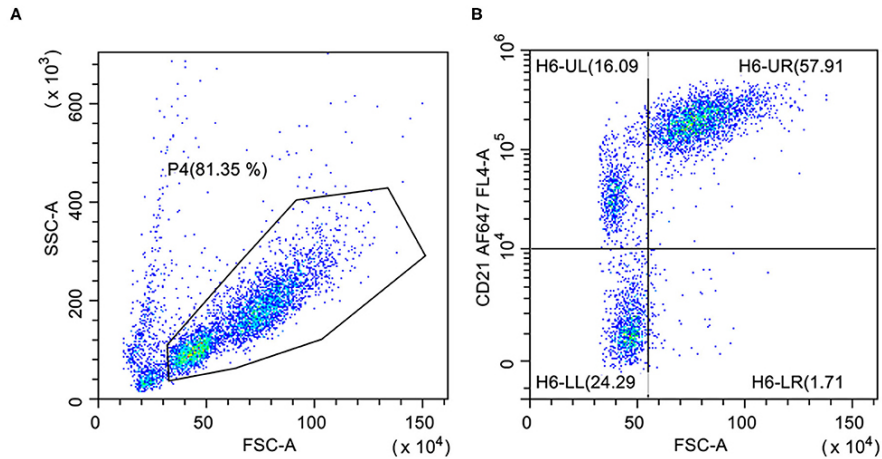 A
B
(x 10³)
600
400
200
0
SSC-A
P4(81.35 %)
0
50
100
150
FSC-A
(x 10⁴)
10⁶
10⁵
10⁴
0
CD21 AF647 FL4-A
H6-UL(16.09
H6-UR(57.91
H6-LL(24.29
H6-LR(1.71
0
50
100
150
FSC-A
(x 10⁴)